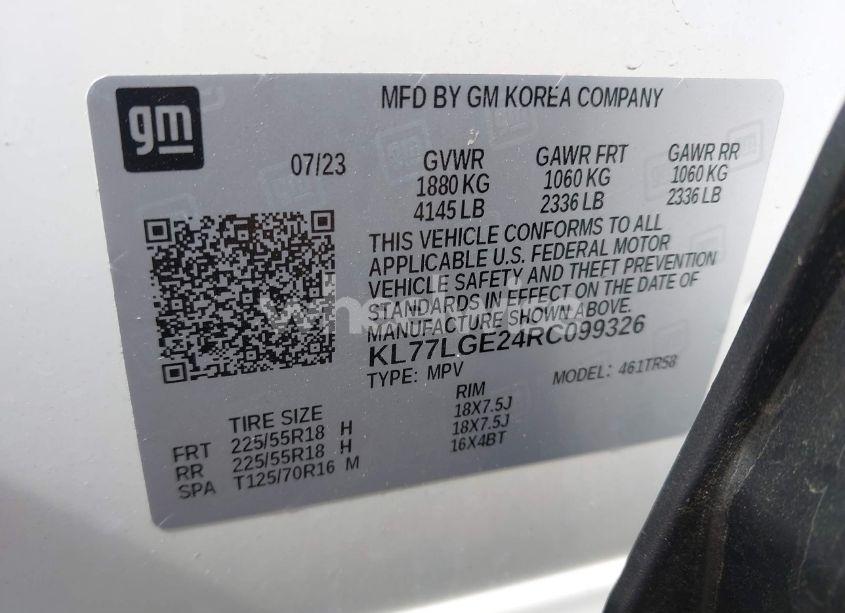 gm
MFD BY GM KOREA COMPANY
07/23 GVWR GAWR FRT GAWR RR
1880 KG 1060 KG 1060 KG
4145 LB 2336 LB 2336 LB
THIS VEHICLE CONFORMS TO ALL
APPLICABLE U.S. FEDERAL MOTOR
VEHICLE SAFETY AND THEFT PREVENTION
STANDARDS IN EFFECT ON THE DATE OF
MANUFACTURE SHOWN ABOVE.
KL77LGE24RC099326
TYPE: MPV MODEL: 461TR58
TIRE SIZE RIM
FRT 225/55R18 H 18X7.5J
RR 225/55R18 H 18X7.5J
SPA T125/70R16 M 16X4BT